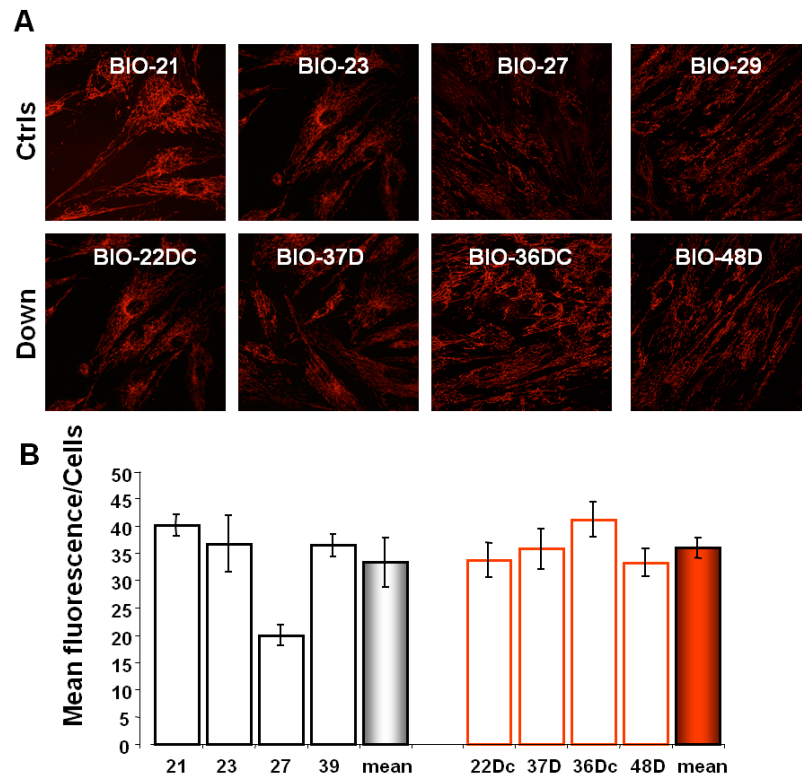 A
Ctrls
BIO-21
BIO-23
BIO-27
BIO-29
Down
BIO-22DC
BIO-37D
BIO-36DC
BIO-48D
B
Mean fluorescence/Cells
50
45
40
35
30
25
20
15
10
5
0
21 23 27 39 mean 22Dc 37D 36Dc 48D mean